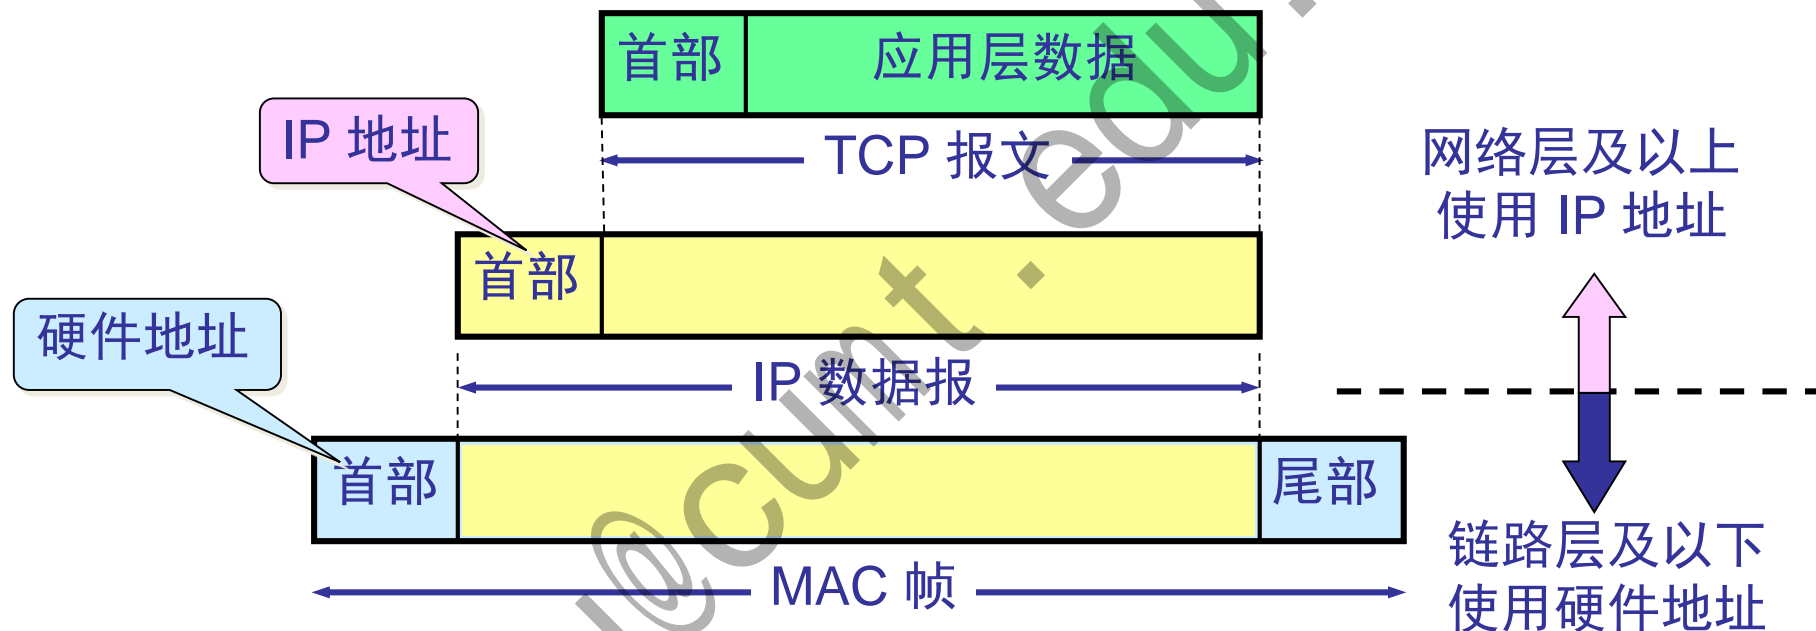 首部 应用层数据
IP 地址
TCP 报文
网络层及以上
使用 IP 地址
首部
硬件地址
IP 数据报
首部
尾部
MAC 帧
链路层及以下
使用硬件地址
@cumt.edu.